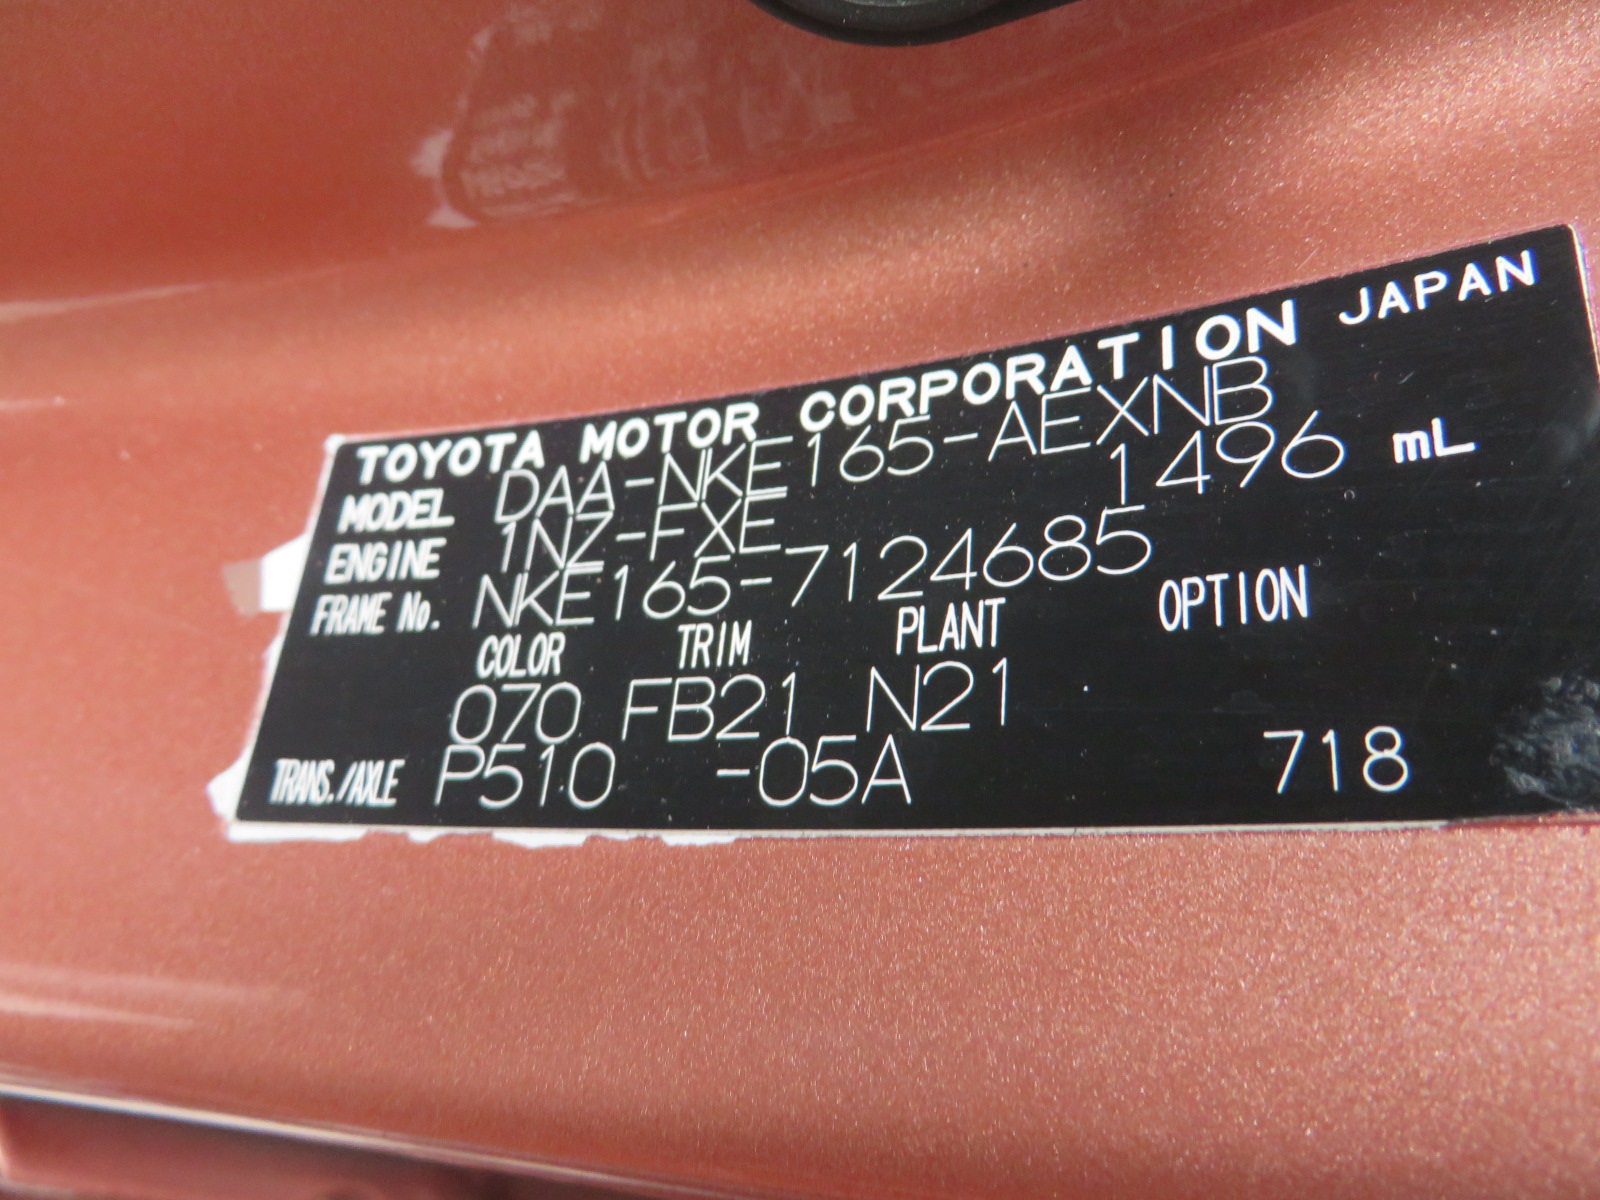 TOYOTA MOTOR CORPORATION JAPAN
MODEL DAA-NKE165-AEXNB
ENGINE 1NZ-FXE 1496 mL
FRAME No. NKE165-7124685
COLOR TRIM PLANT OPTION
070 FB21 N21
TRANS./AXLE P510 -05A 718